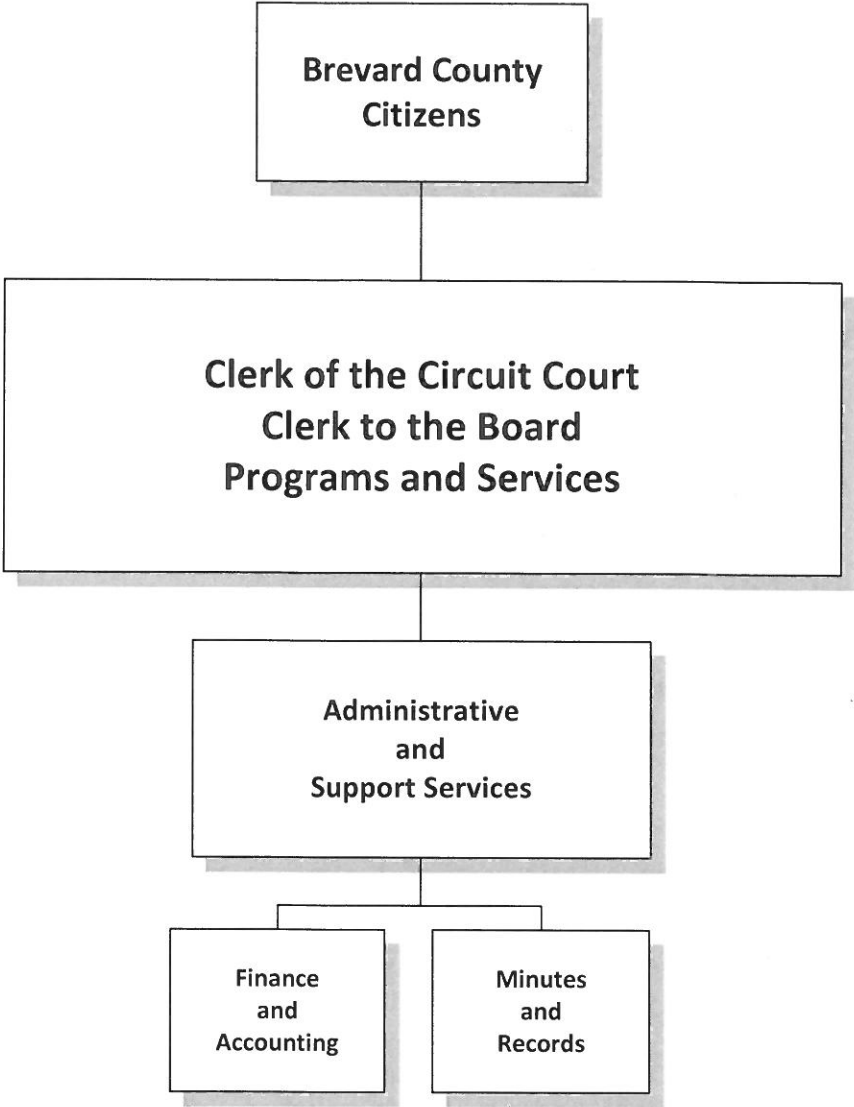 Brevard County
Citizens
Clerk of the Circuit Court
Clerk to the Board
Programs and Services
Administrative
and
Support Services
Finance
and
Accounting
Minutes
and
Records